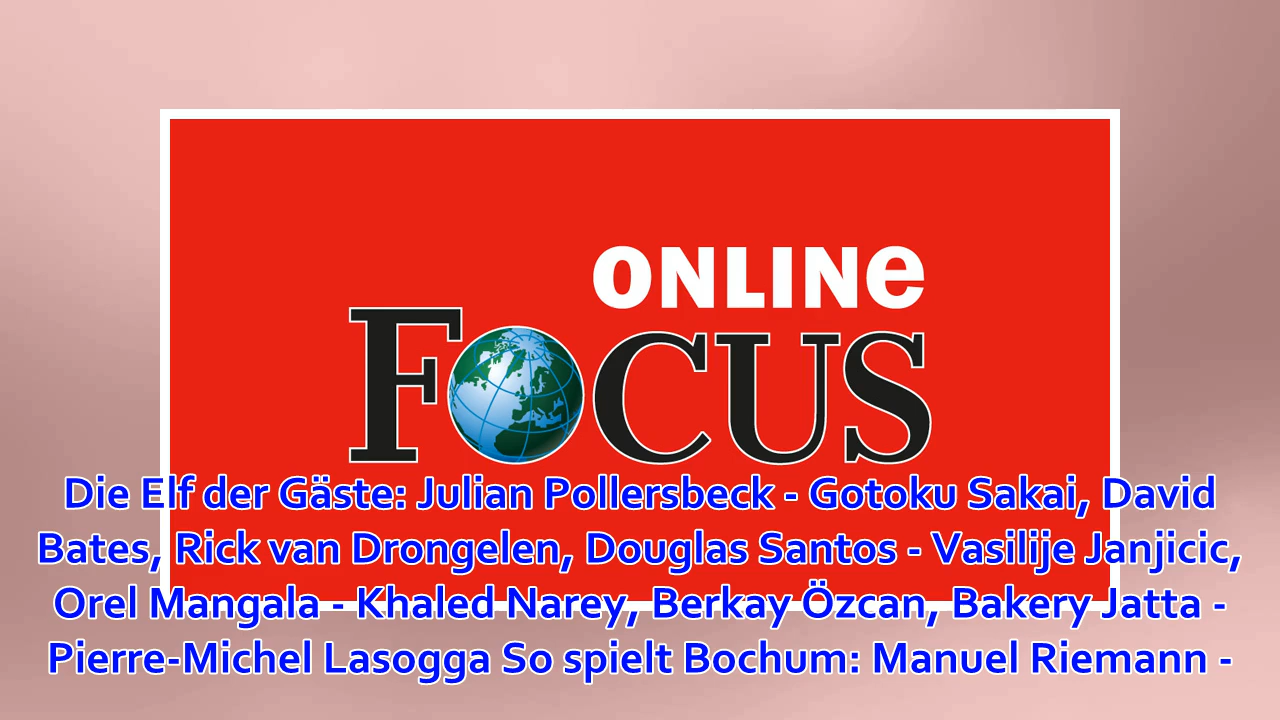 ONLINe
FOCUS
Die Elf der Gäste: Julian Pollersbeck - Gotoku Sakai, David
Bates, Rick van Drongelen, Douglas Santos - Vasilije Janjicic,
Orel Mangala - Khaled Narey, Berkay Özcan, Bakery Jatta -
Pierre-Michel Lasogga So spielt Bochum: Manuel Riemann -